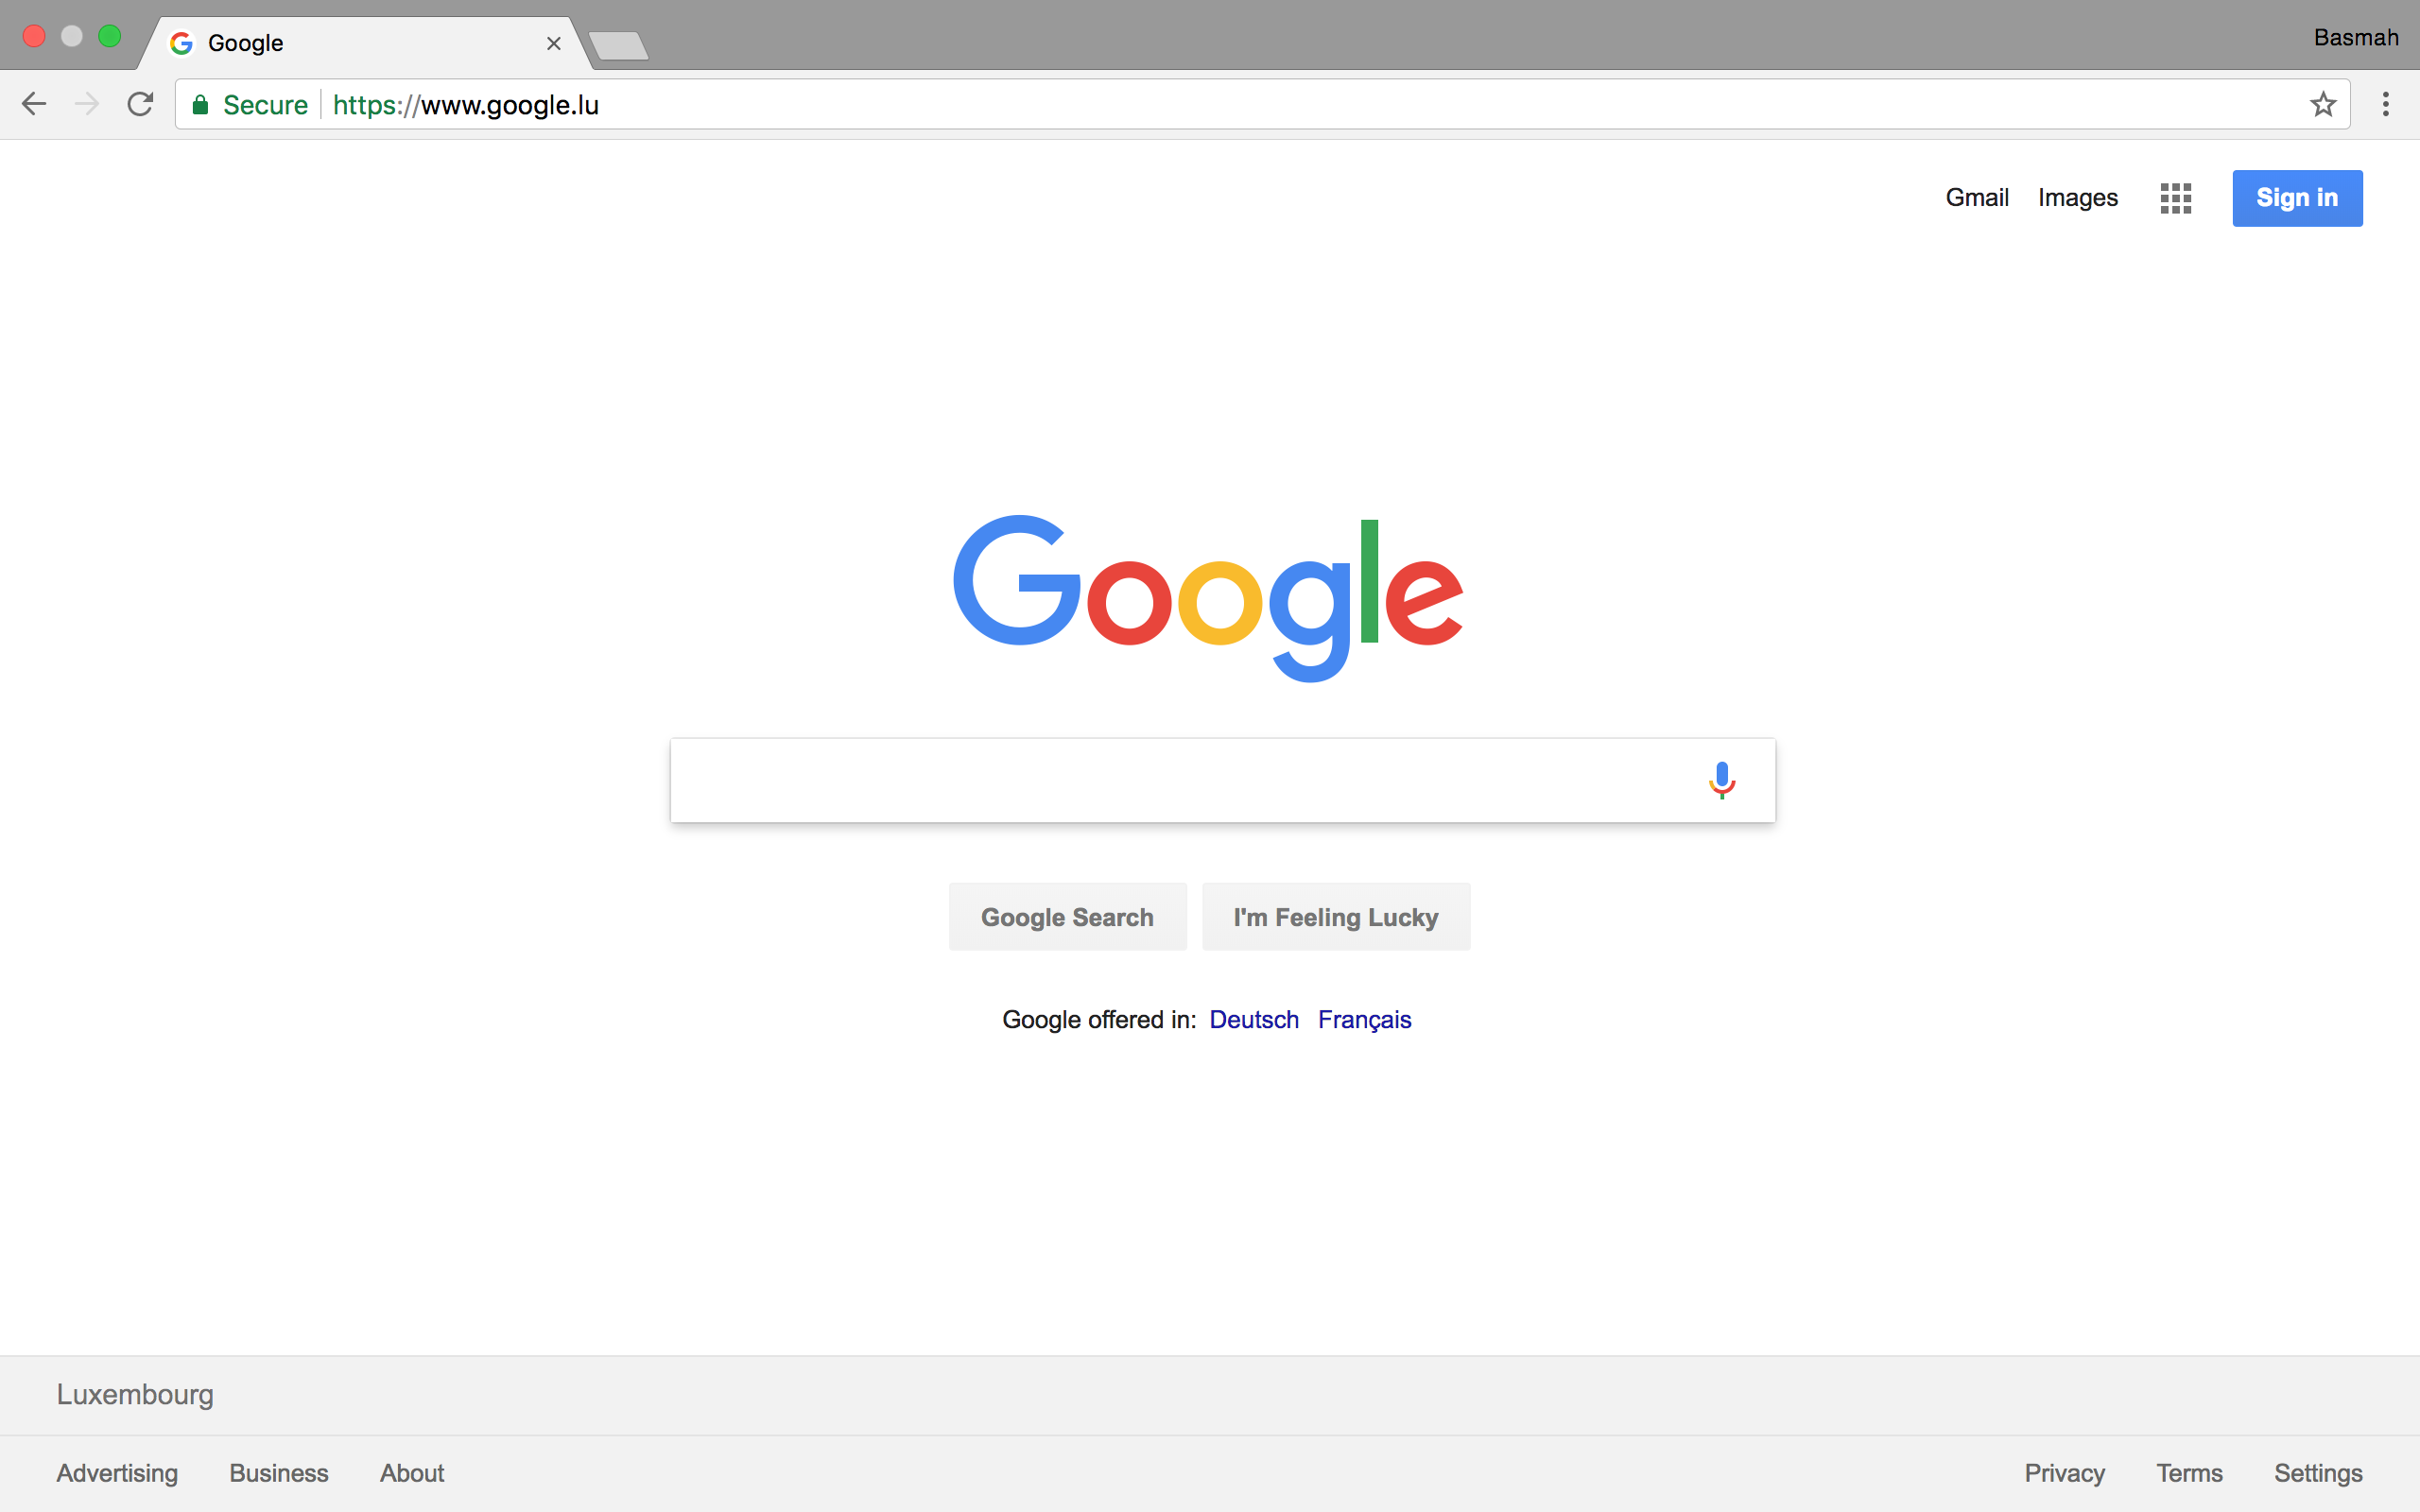 Google
Basmah
Secure https://www.google.lu
Gmail Images Sign in
Google
Google Search I'm Feeling Lucky
Google offered in: Deutsch Français
Luxembourg
Advertising Business About Privacy Terms Settings